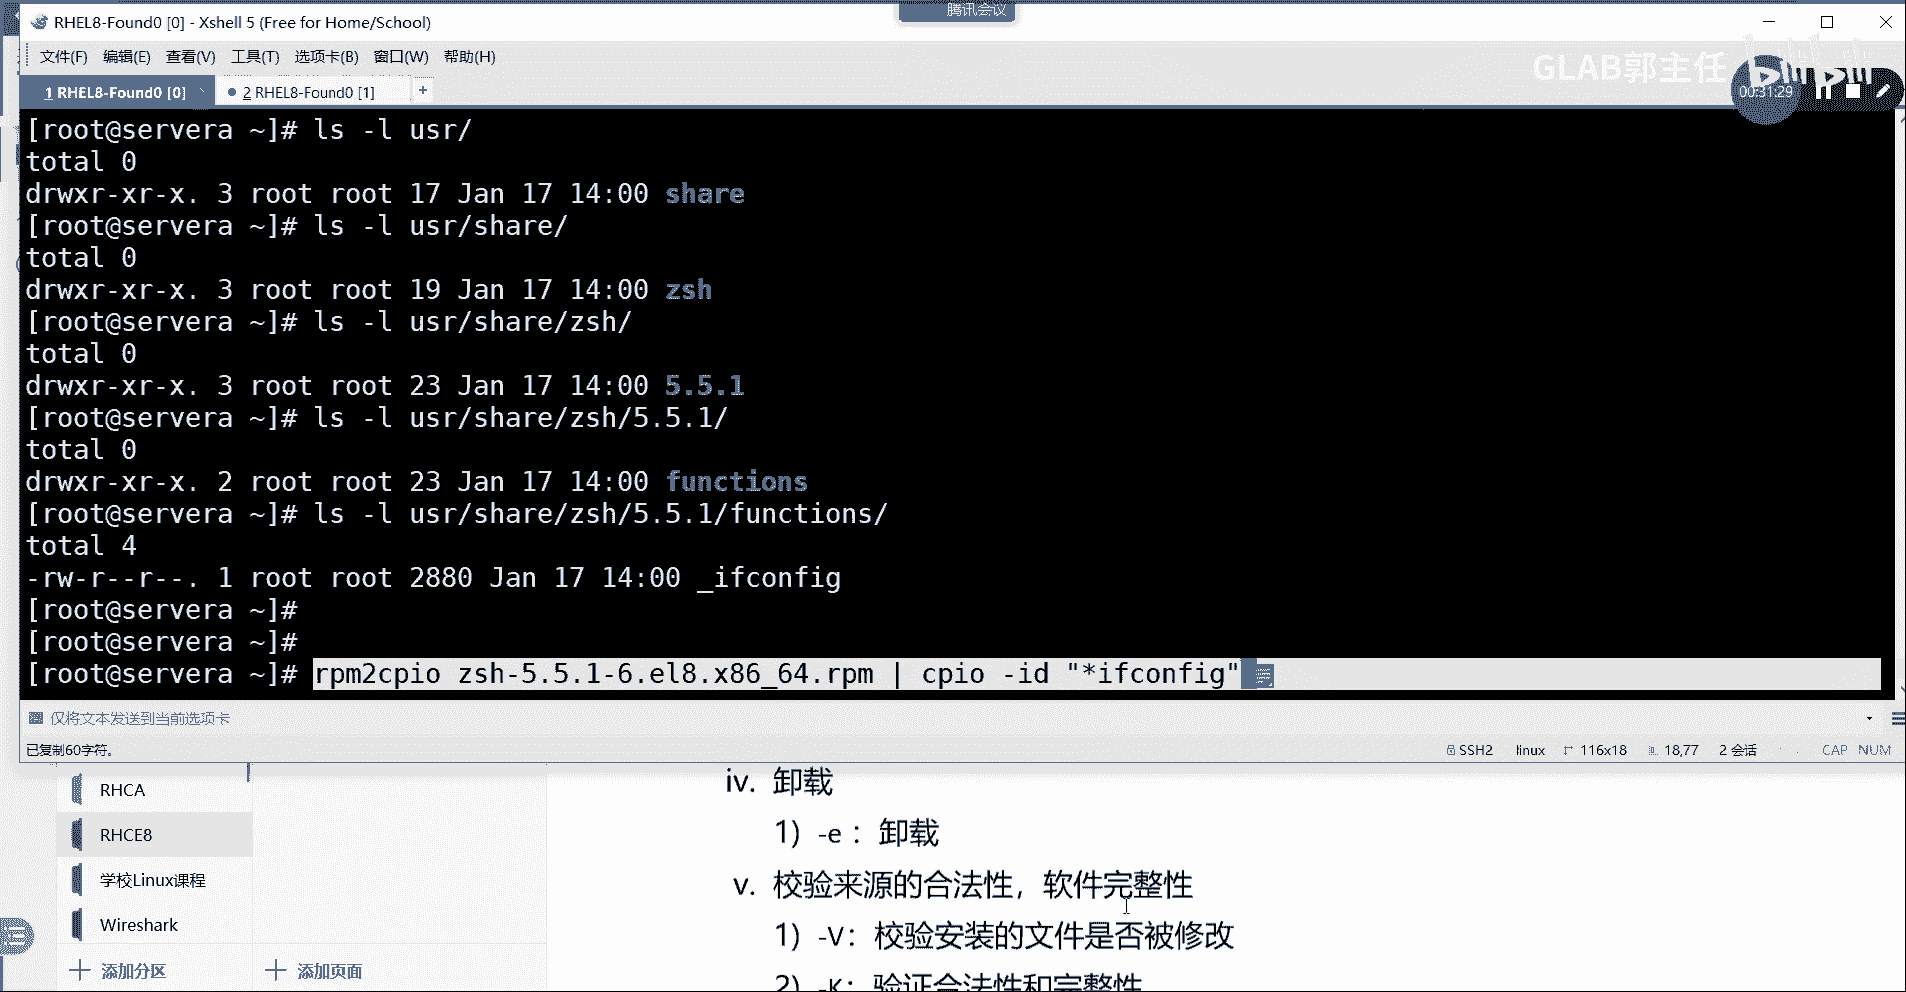 腾讯会议
RHEL8-Found0 [0] - Xshell 5 (Free for Home/School)
文件(F) 编辑(E) 查看(V) 工具(T) 选项卡(B) 窗口(W) 帮助(H)
GLAB郭主任 bilibili
00:31:29
1 RHEL8-Found0 [0] 2 RHEL8-Found0 [1] +
[root@servera ~]# ls -l usr/
total 0
drwxr-xr-x. 3 root root 17 Jan 17 14:00 share
[root@servera ~]# ls -l usr/share/
total 0
drwxr-xr-x. 3 root root 19 Jan 17 14:00 zsh
[root@servera ~]# ls -l usr/share/zsh/
total 0
drwxr-xr-x. 3 root root 23 Jan 17 14:00 5.5.1
[root@servera ~]# ls -l usr/share/zsh/5.5.1/
total 0
drwxr-xr-x. 2 root root 23 Jan 17 14:00 functions
[root@servera ~]# ls -l usr/share/zsh/5.5.1/functions/
total 4
-rw-r--r--. 1 root root 2880 Jan 17 14:00 _ifconfig
[root@servera ~]#
[root@servera ~]#
[root@servera ~]# rpm2cpio zsh-5.5.1-6.el8.x86_64.rpm | cpio -id "*ifconfig"
仅将文本发送到当前选项卡
已复制60字符。 SSH2 linux 116x18 18,77 2 会话 CAP NUM
RHCA
RHCE8
学校Linux课程
Wireshark
添加分区 添加页面
iv. 卸载
1) -e：卸载
v. 校验来源的合法性，软件完整性
1) -V：校验安装的文件是否被修改
2) -K：验证合法性和完整性